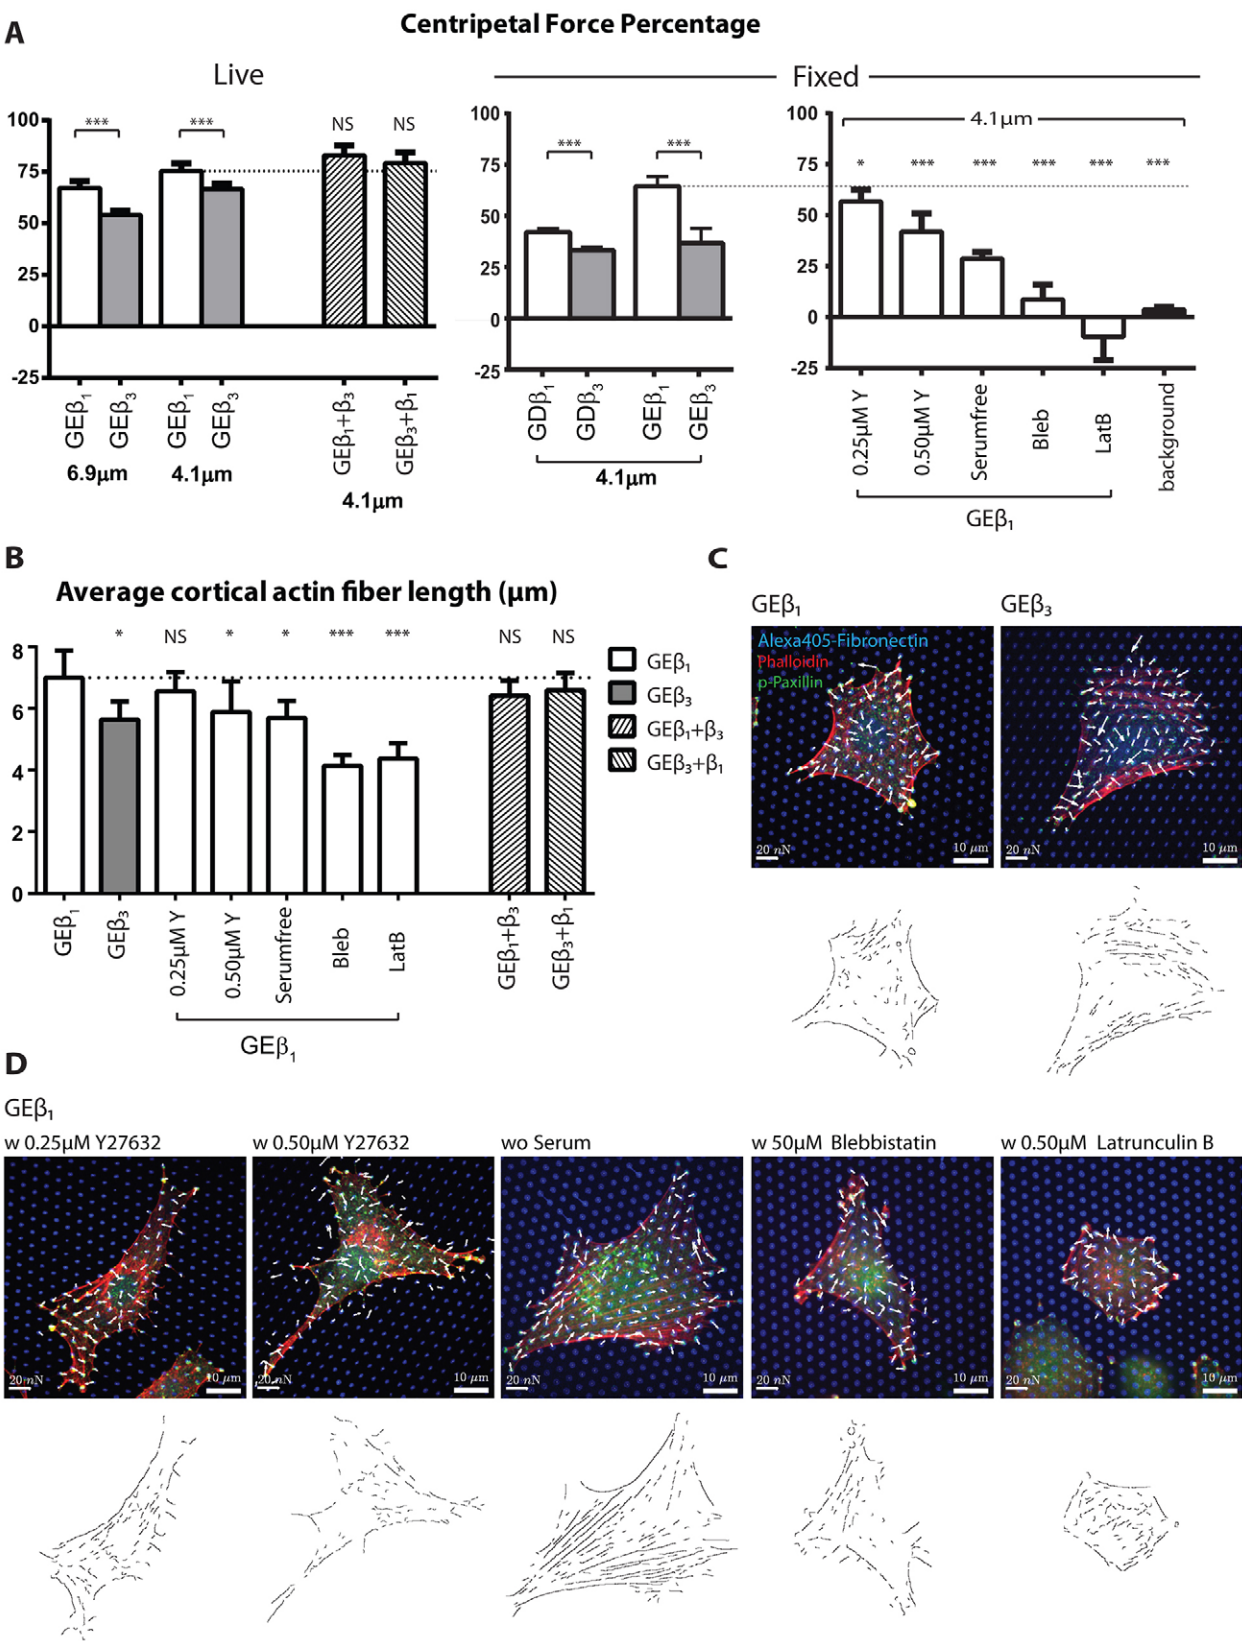 A
Centripetal Force Percentage
Live
Fixed
100
75
50
25
0
-25
***
***
NS
NS
GEβ₁
GEβ₃
GEβ₁
GEβ₃
GEβ₁+β₃
GEβ₃+β₁
6.9µm
4.1µm
4.1µm
100
75
50
25
0
-25
***
***
GDβ₁
GDβ₃
GEβ₁
GEβ₃
4.1µm
100
75
50
25
0
-25
4.1µm
*
***
***
***
***
***
0.25µM Y
0.50µM Y
Serumfree
Bleb
LatB
background
GEβ₁
B
Average cortical actin fiber length (µm)
8
6
4
2
0
*
NS
*
*
***
***
NS
NS
GEβ₁
GEβ₃
0.25µM Y
0.50µM Y
Serumfree
Bleb
LatB
GEβ₁+β₃
GEβ₃+β₁
GEβ₁
GEβ₁
GEβ₃
GEβ₁+β₃
GEβ₃+β₁
C
GEβ₁
GEβ₃
Alexa405-Fibronectin
Phalloidin
p-Paxillin
20 nN
10 µm
20 nN
10 µm
D
GEβ₁
w 0.25µM Y27632
w 0.50µM Y27632
wo Serum
w 50µM Blebbistatin
w 0.50µM Latrunculin B
20 nN
10 µm
20 nN
10 µm
20 nN
10 µm
20 nN
10 µm
20 nN
10 µm